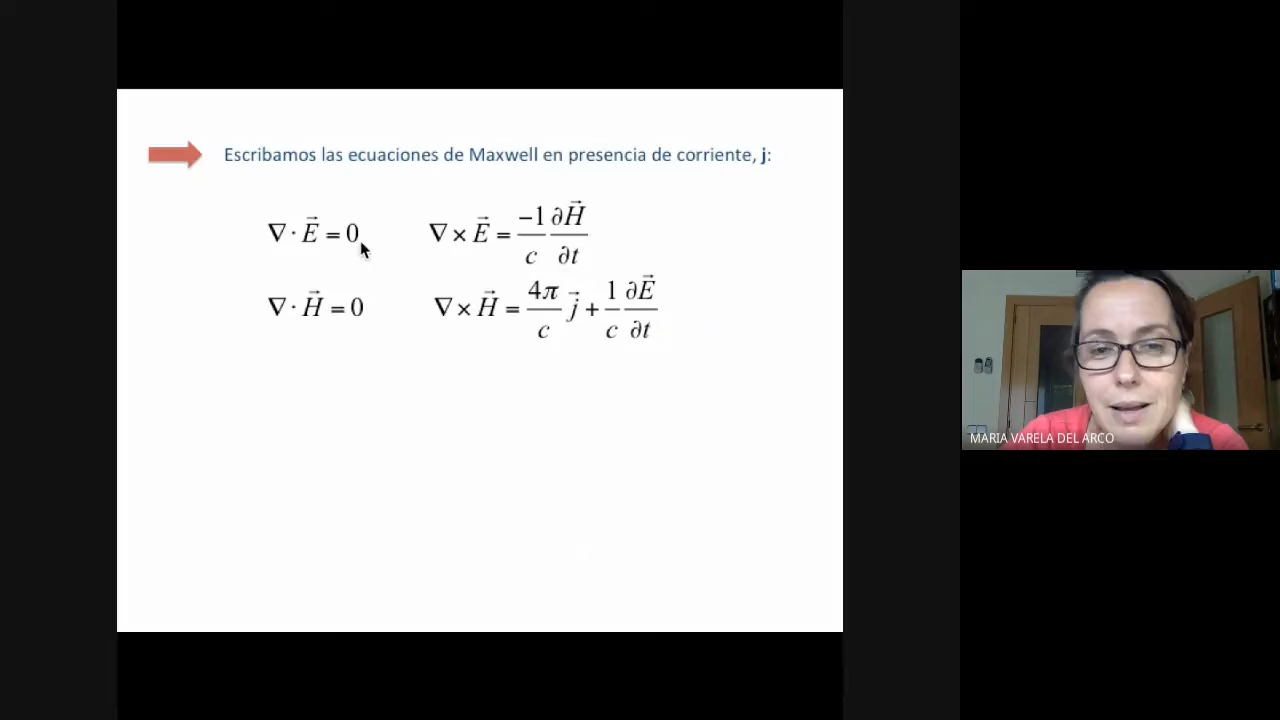 Escribamos las ecuaciones de Maxwell en presencia de corriente, j:
∇ · E⃗ = 0    ∇ × E⃗ = −1/c ∂H⃗/∂t
∇ · H⃗ = 0    ∇ × H⃗ = 4π/c j⃗ + 1/c ∂E⃗/∂t
MARIA VARELA DEL ARCO